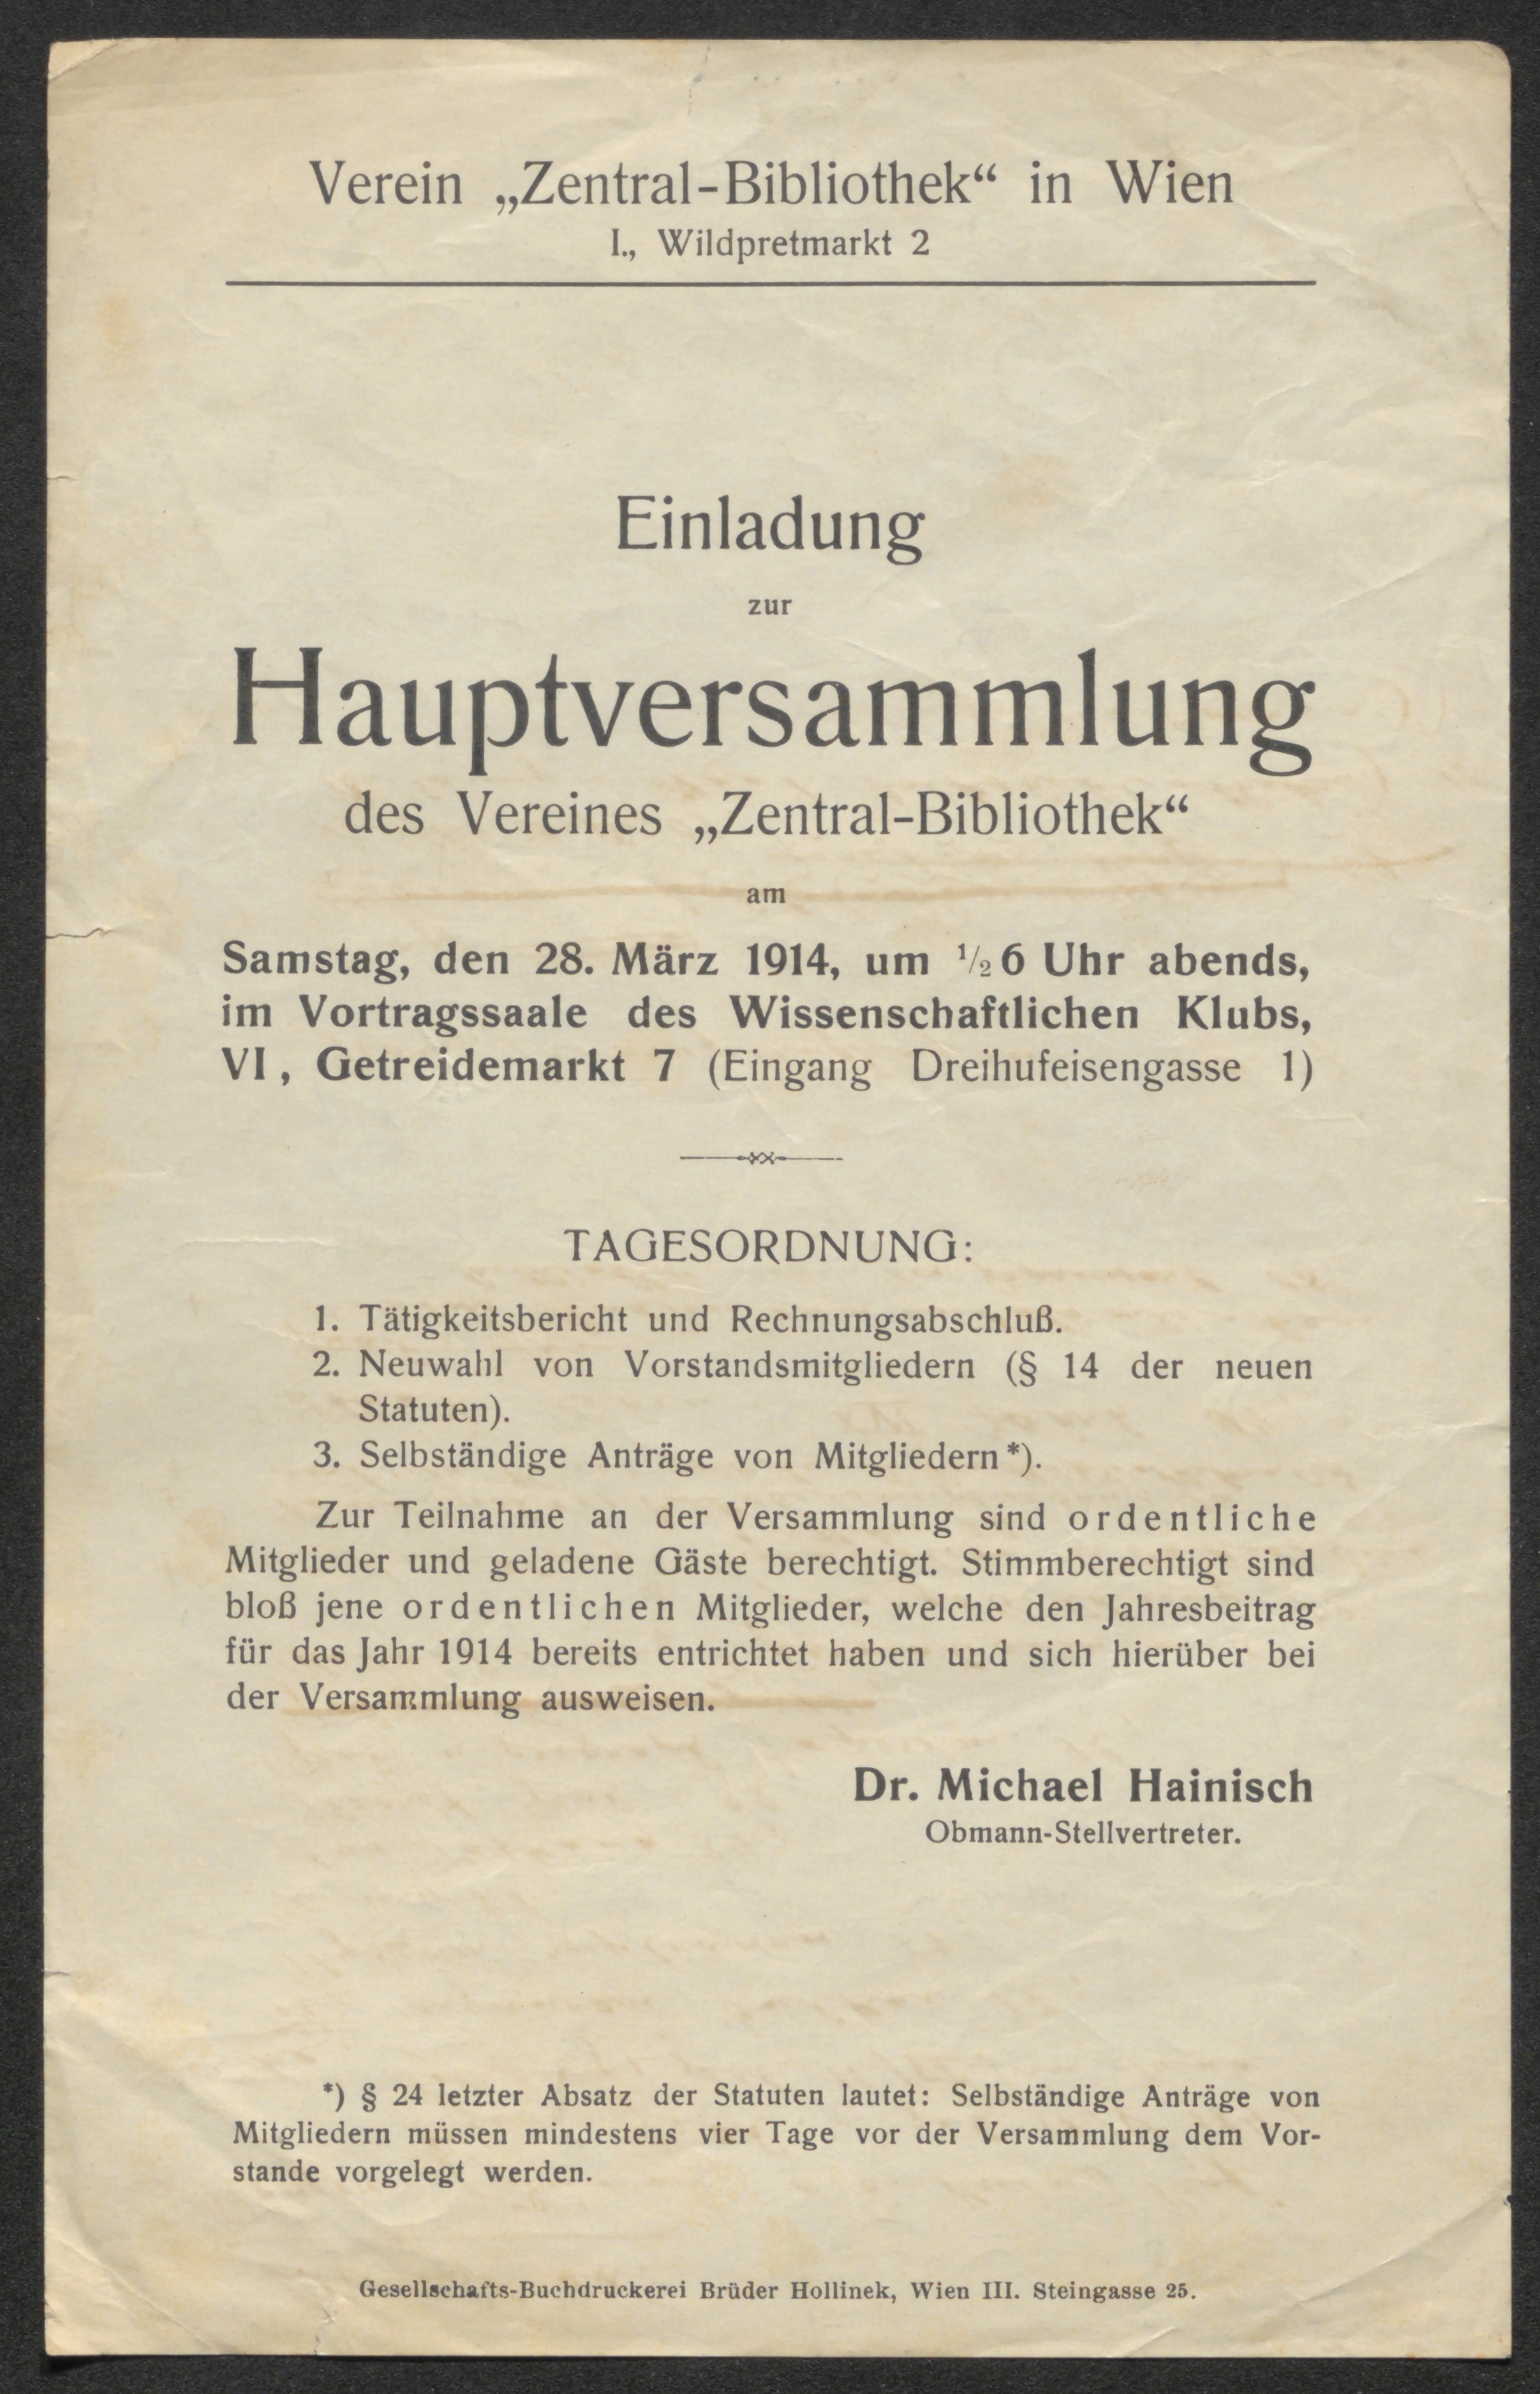 Verein „Zentral-Bibliothek“ in Wien
I., Wildpretmarkt 2
Einladung
zur
Hauptversammlung
des Vereines „Zentral-Bibliothek“
am
Samstag, den 28. März 1914, um ½ 6 Uhr abends,
im Vortragssaale des Wissenschaftlichen Klubs,
VI, Getreidemarkt 7 (Eingang Dreihufeisengasse 1)
TAGESORDNUNG:
1. Tätigkeitsbericht und Rechnungsabschluß.
2. Neuwahl von Vorstandsmitgliedern (§ 14 der neuen
Statuten).
3. Selbständige Anträge von Mitgliedern*).
Zur Teilnahme an der Versammlung sind ordentliche
Mitglieder und geladene Gäste berechtigt. Stimmberechtigt sind
bloß jene ordentlichen Mitglieder, welche den Jahresbeitrag
für das Jahr 1914 bereits entrichtet haben und sich hierüber bei
der Versammlung ausweisen.
Dr. Michael Hainisch
Obmann-Stellvertreter.
*) § 24 letzter Absatz der Statuten lautet: Selbständige Anträge von
Mitgliedern müssen mindestens vier Tage vor der Versammlung dem Vor-
stande vorgelegt werden.
Gesellschafts-Buchdruckerei Brüder Hollinek, Wien III. Steingasse 25.